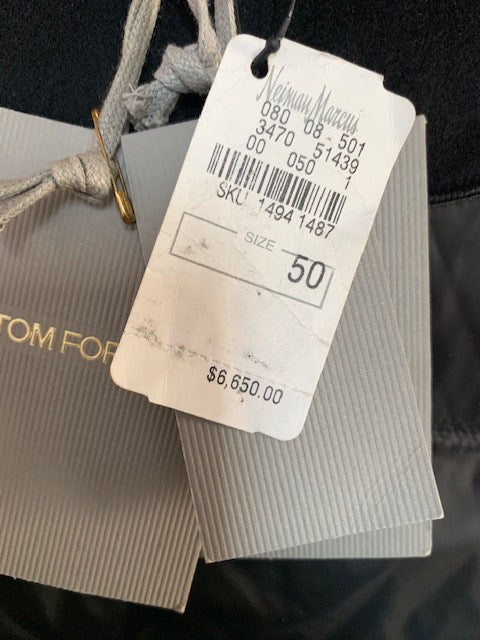 Neiman Marcus
080 08 501
3470 51439
00 050 1
SKU 1494 1487
SIZE
50
$6,650.00
TOM FOR